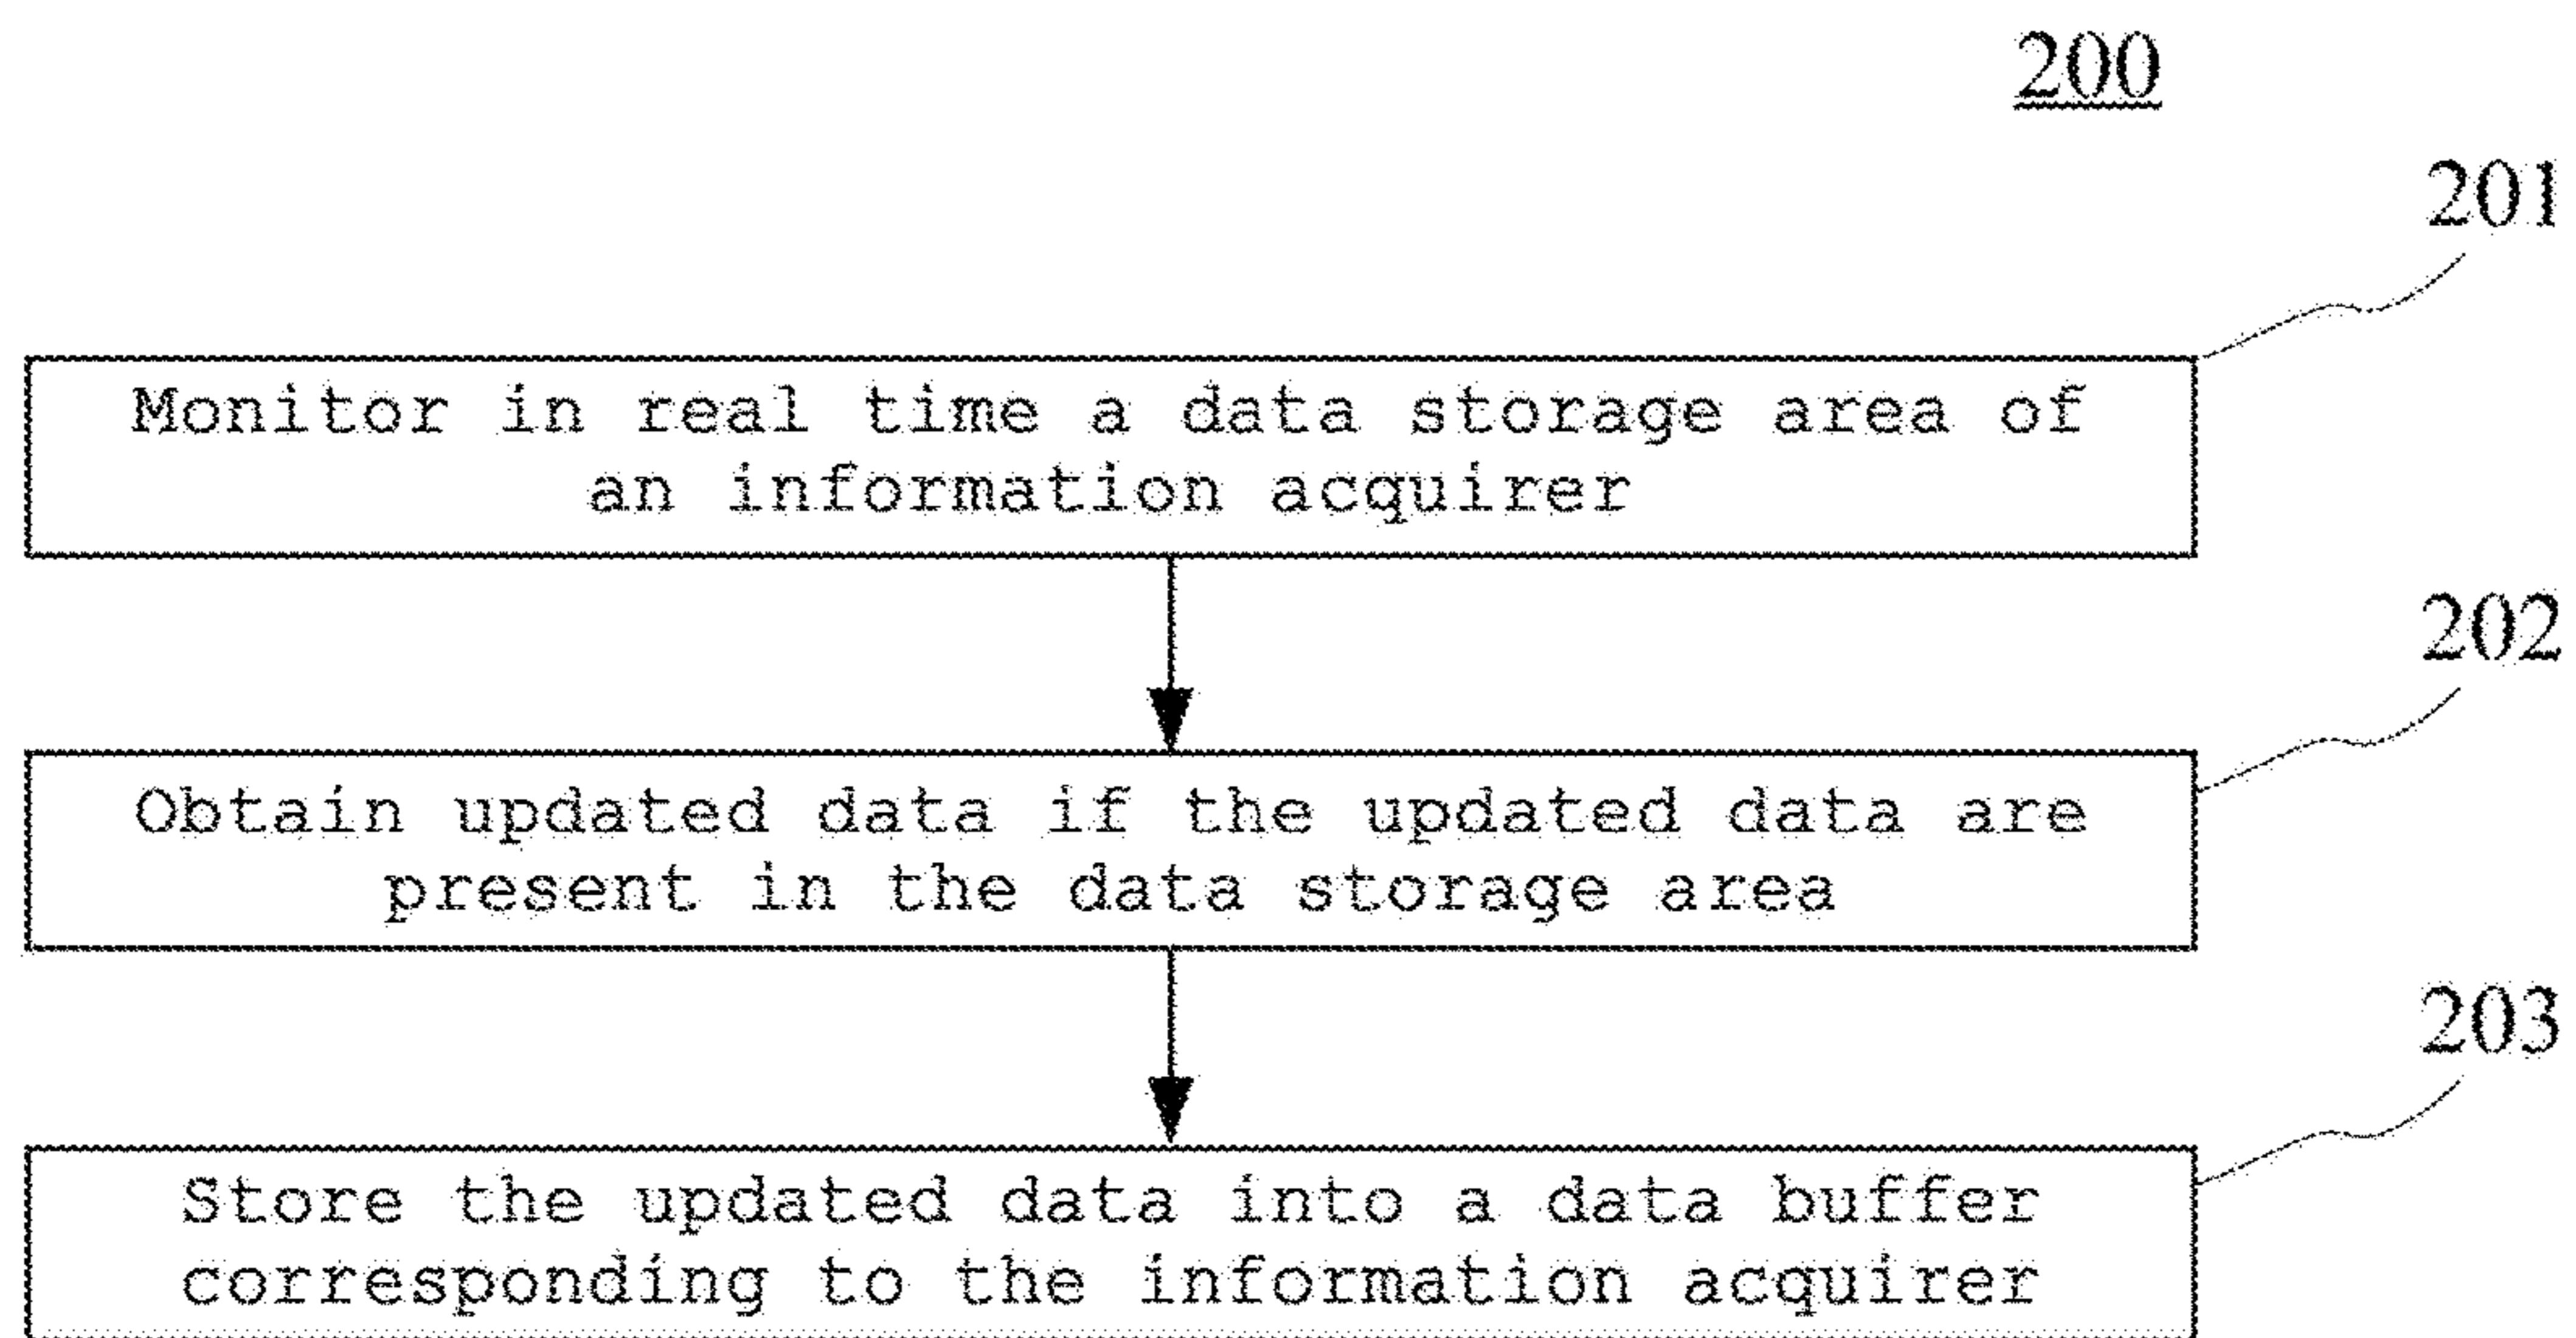 200
201
Monitor in real time a data storage area of
an information acquirer
202
Obtain updated data if the updated data are
present in the data storage area
203
Store the updated data into a data buffer
corresponding to the information acquirer